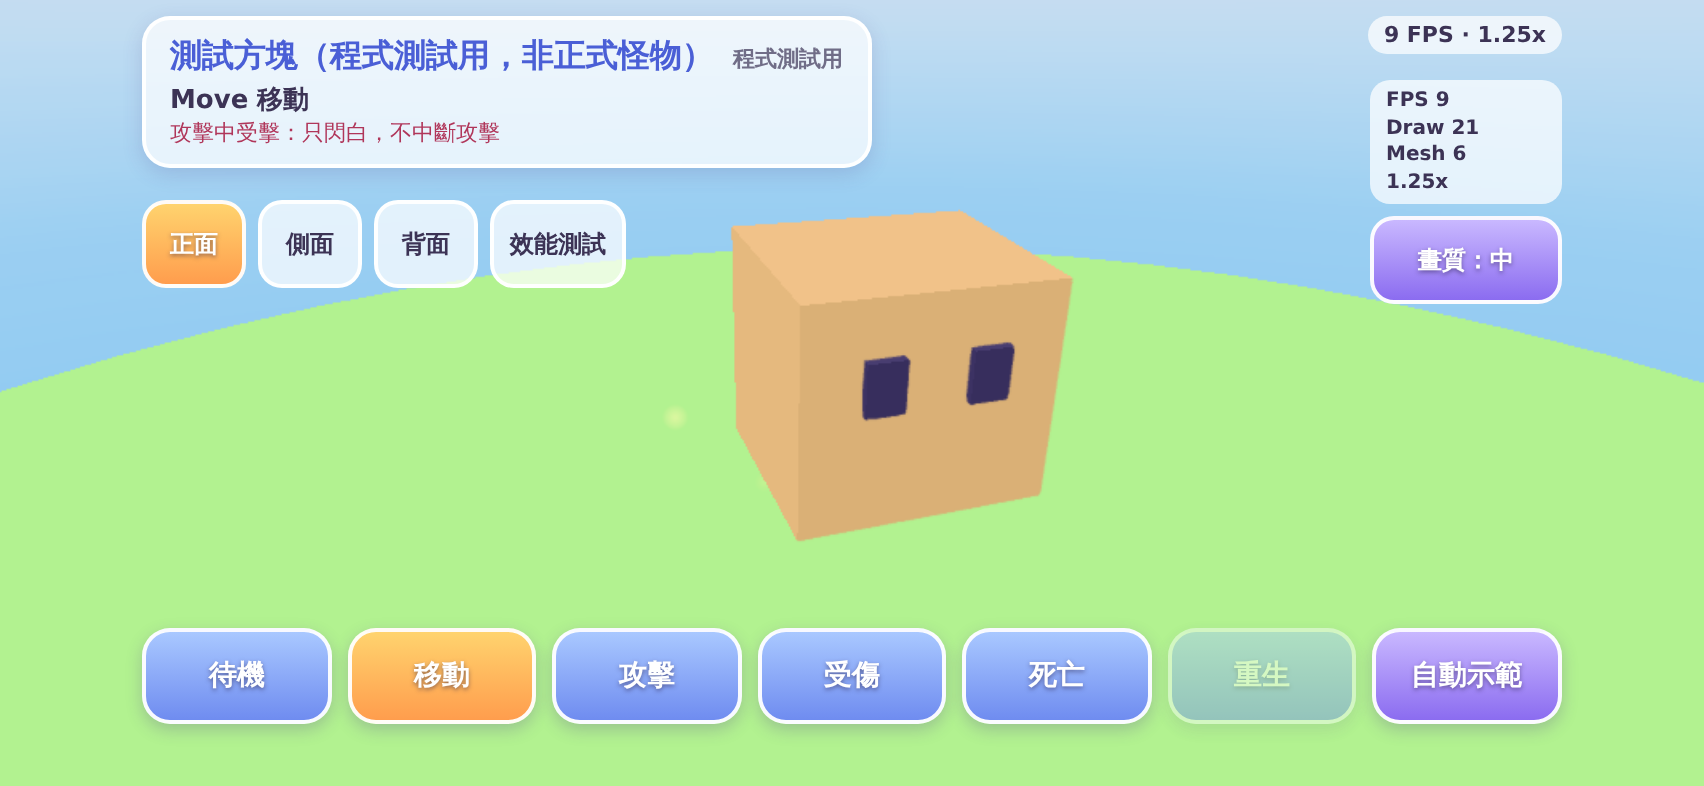 測試方塊（程式測試用，非正式怪物） 程式測試用
Move 移動
攻擊中受擊：只閃白，不中斷攻擊
9 FPS · 1.25x
FPS 9
Draw 21
Mesh 6
1.25x
正面 側面 背面 效能測試
畫質：中
待機 移動 攻擊 受傷 死亡 重生 自動示範